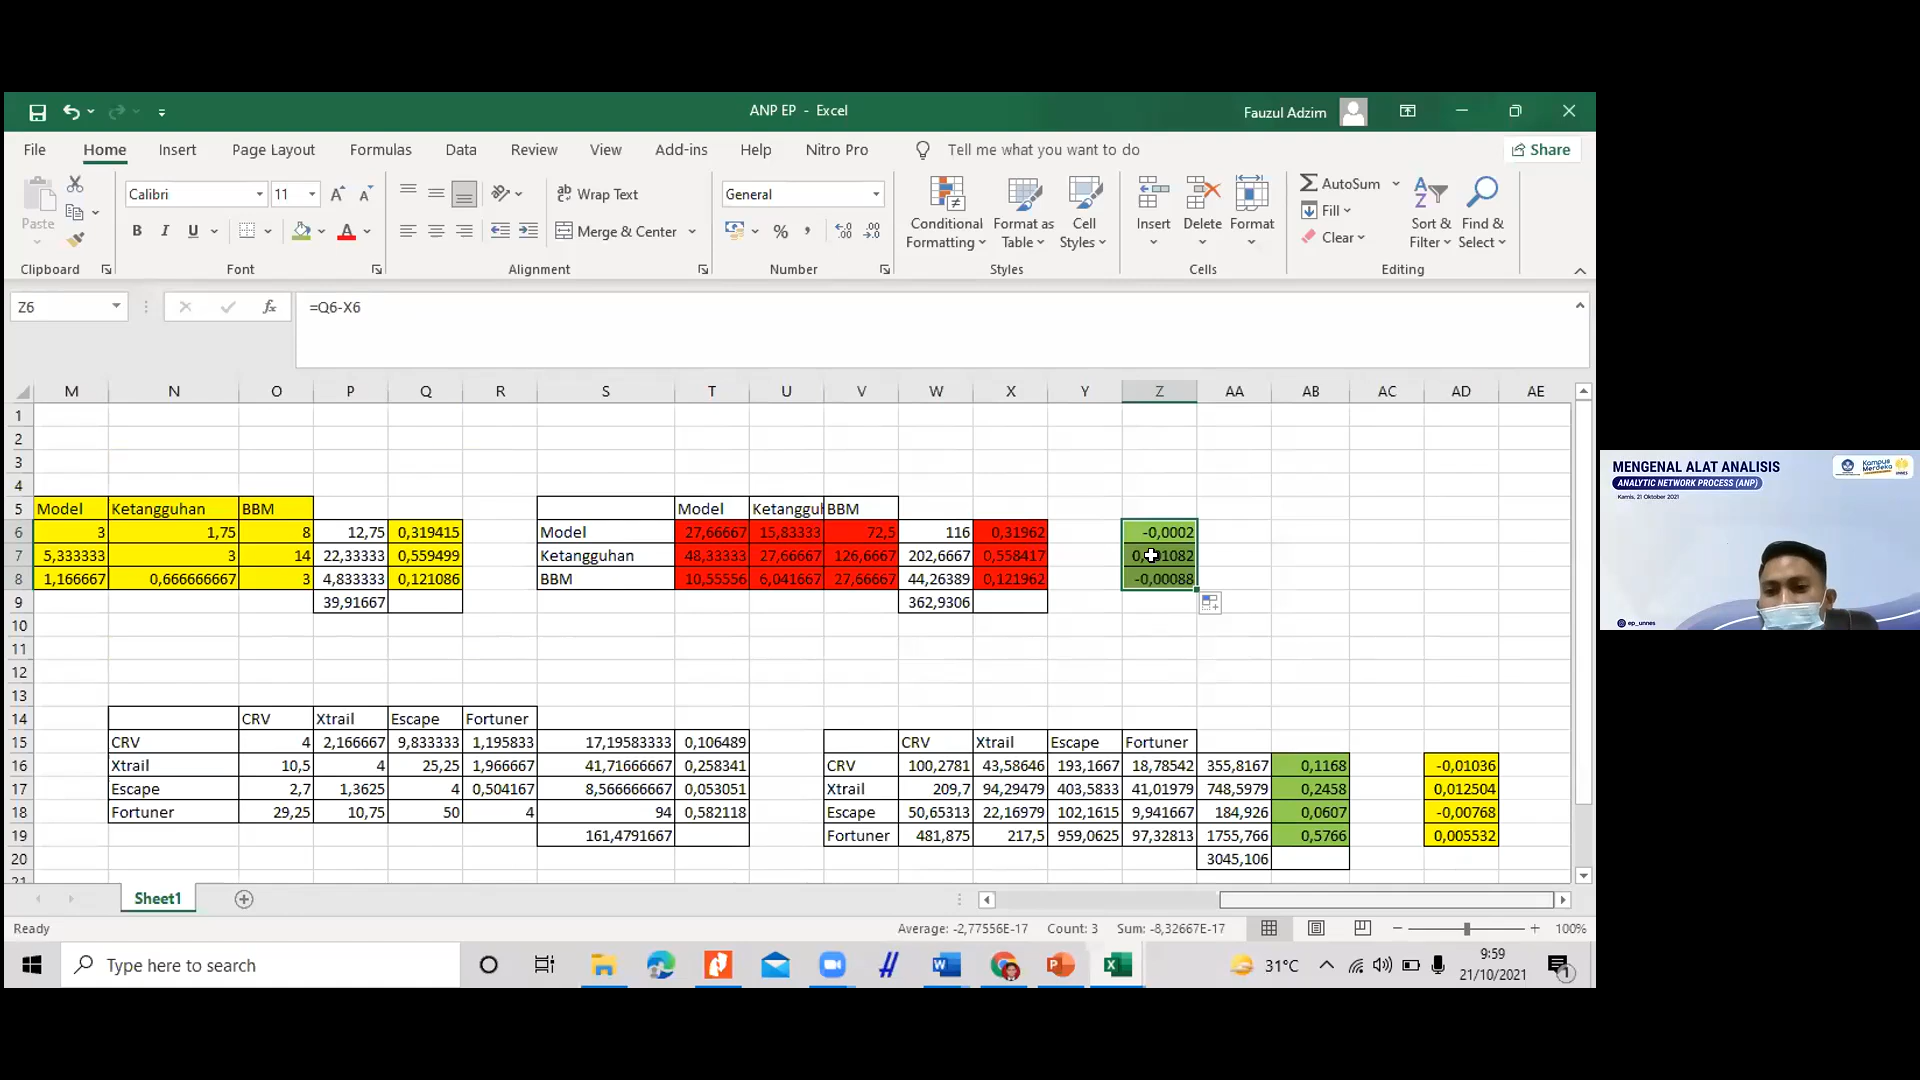 ANP EP - Excel
Fauzul Adzim
File Home Insert Page Layout Formulas Data Review View Add-ins Help Nitro Pro Tell me what you want to do Share
Paste
Calibri 11
Wrap Text
General
Conditional Formatting
Format as Table
Cell Styles
Insert
Delete
Format
AutoSum
Fill
Clear
Sort & Filter
Find & Select
B I U
Merge & Center
Clipboard Font Alignment Number Styles Cells Editing
Z6 fx =Q6-X6
M N O P Q R S T U V W X Y Z AA AB AC AD AE
1
2
3
4
5 Model Ketangguhan BBM Model BBM
6 3 1,75 8 12,75 0,319415 Model 27,66667 15,83333 72,5 116 0,31962 -0,0002
7 5,333333 3 14 22,33333 0,559499 Ketangguhan 48,33333 27,66667 126,6667 202,6667 0,558417
8 1,166667 0,666666667 3 4,833333 0,121086 BBM 10,55556 6,041667 27,66667 44,26389 0,121962 -0,00088
9 39,91667 362,9306
10
11
12
13
14 CRV Xtrail Escape Fortuner
15 CRV 4 2,166667 9,833333 1,195833 17,19583333 0,106489 CRV Xtrail Escape Fortuner
16 Xtrail 10,5 4 25,25 1,966667 41,71666667 0,258341 CRV 100,2781 43,58646 193,1667 18,78542 355,8167 0,1168 -0,01036
17 Escape 2,7 1,3625 4 0,504167 8,566666667 0,053051 Xtrail 209,7 94,29479 403,5833 41,01979 748,5979 0,2458 0,012504
18 Fortuner 29,25 10,75 50 4 94 0,582118 Escape 50,65313 22,16979 102,1615 9,941667 184,926 0,0607 -0,00768
19 161,4791667 Fortuner 481,875 217,5 959,0625 97,32813 1755,766 0,5766 0,005532
20 3045,106
Sheet1
Ready Average: -2,77556E-17 Count: 3 Sum: -8,32667E-17 100%
Type here to search
31°C
9:59
21/10/2021
MENGENAL ALAT ANALISIS
ANALYTIC NETWORK PROCESS (ANP)
Kamis, 21 Oktober 2021
Kampus Merdeka
ep_unnes